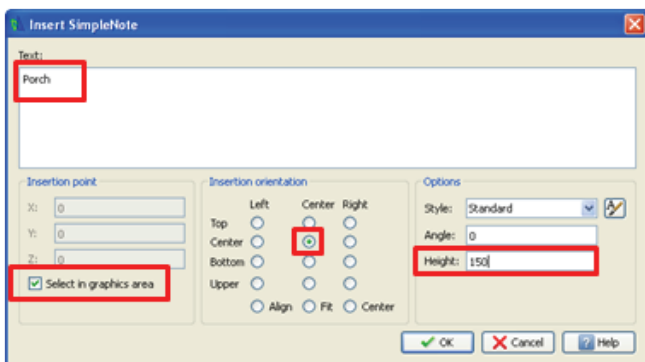 Insert SimpleNote
Text:
Porch
Insertion point
X: 0
Y: 0
Z: 0
Select in graphics area
Insertion orientation
Left Center Right
Top
Center
Bottom
Upper
Align Fit Center
Options
Style: Standard
Angle: 0
Height: 150
OK Cancel Help